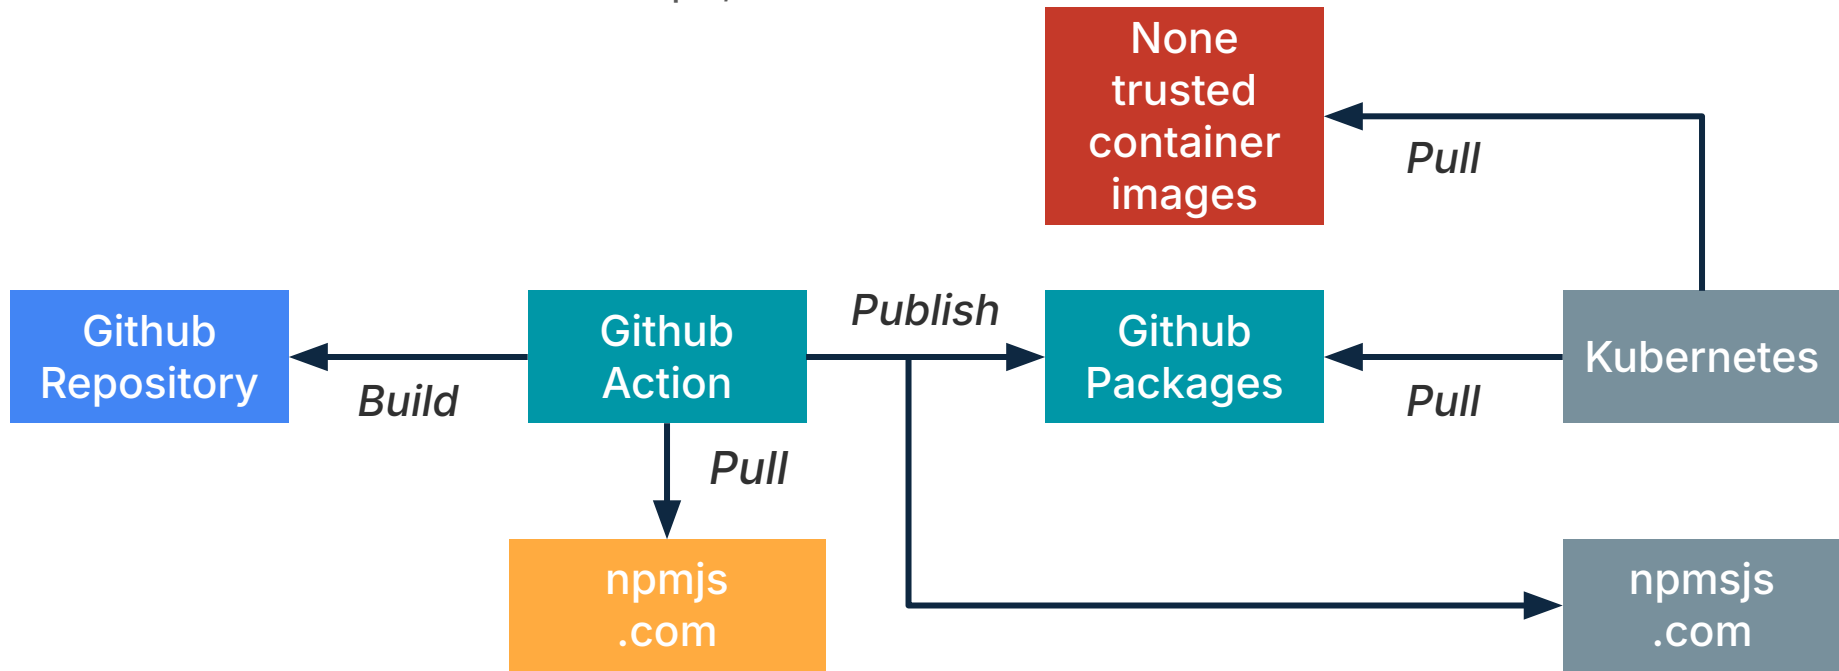 None
trusted
container
images
Pull
Github
Repository
Build
Github
Action
Publish
Github
Packages
Pull
Kubernetes
Pull
npmjs
.com
npmsjs
.com